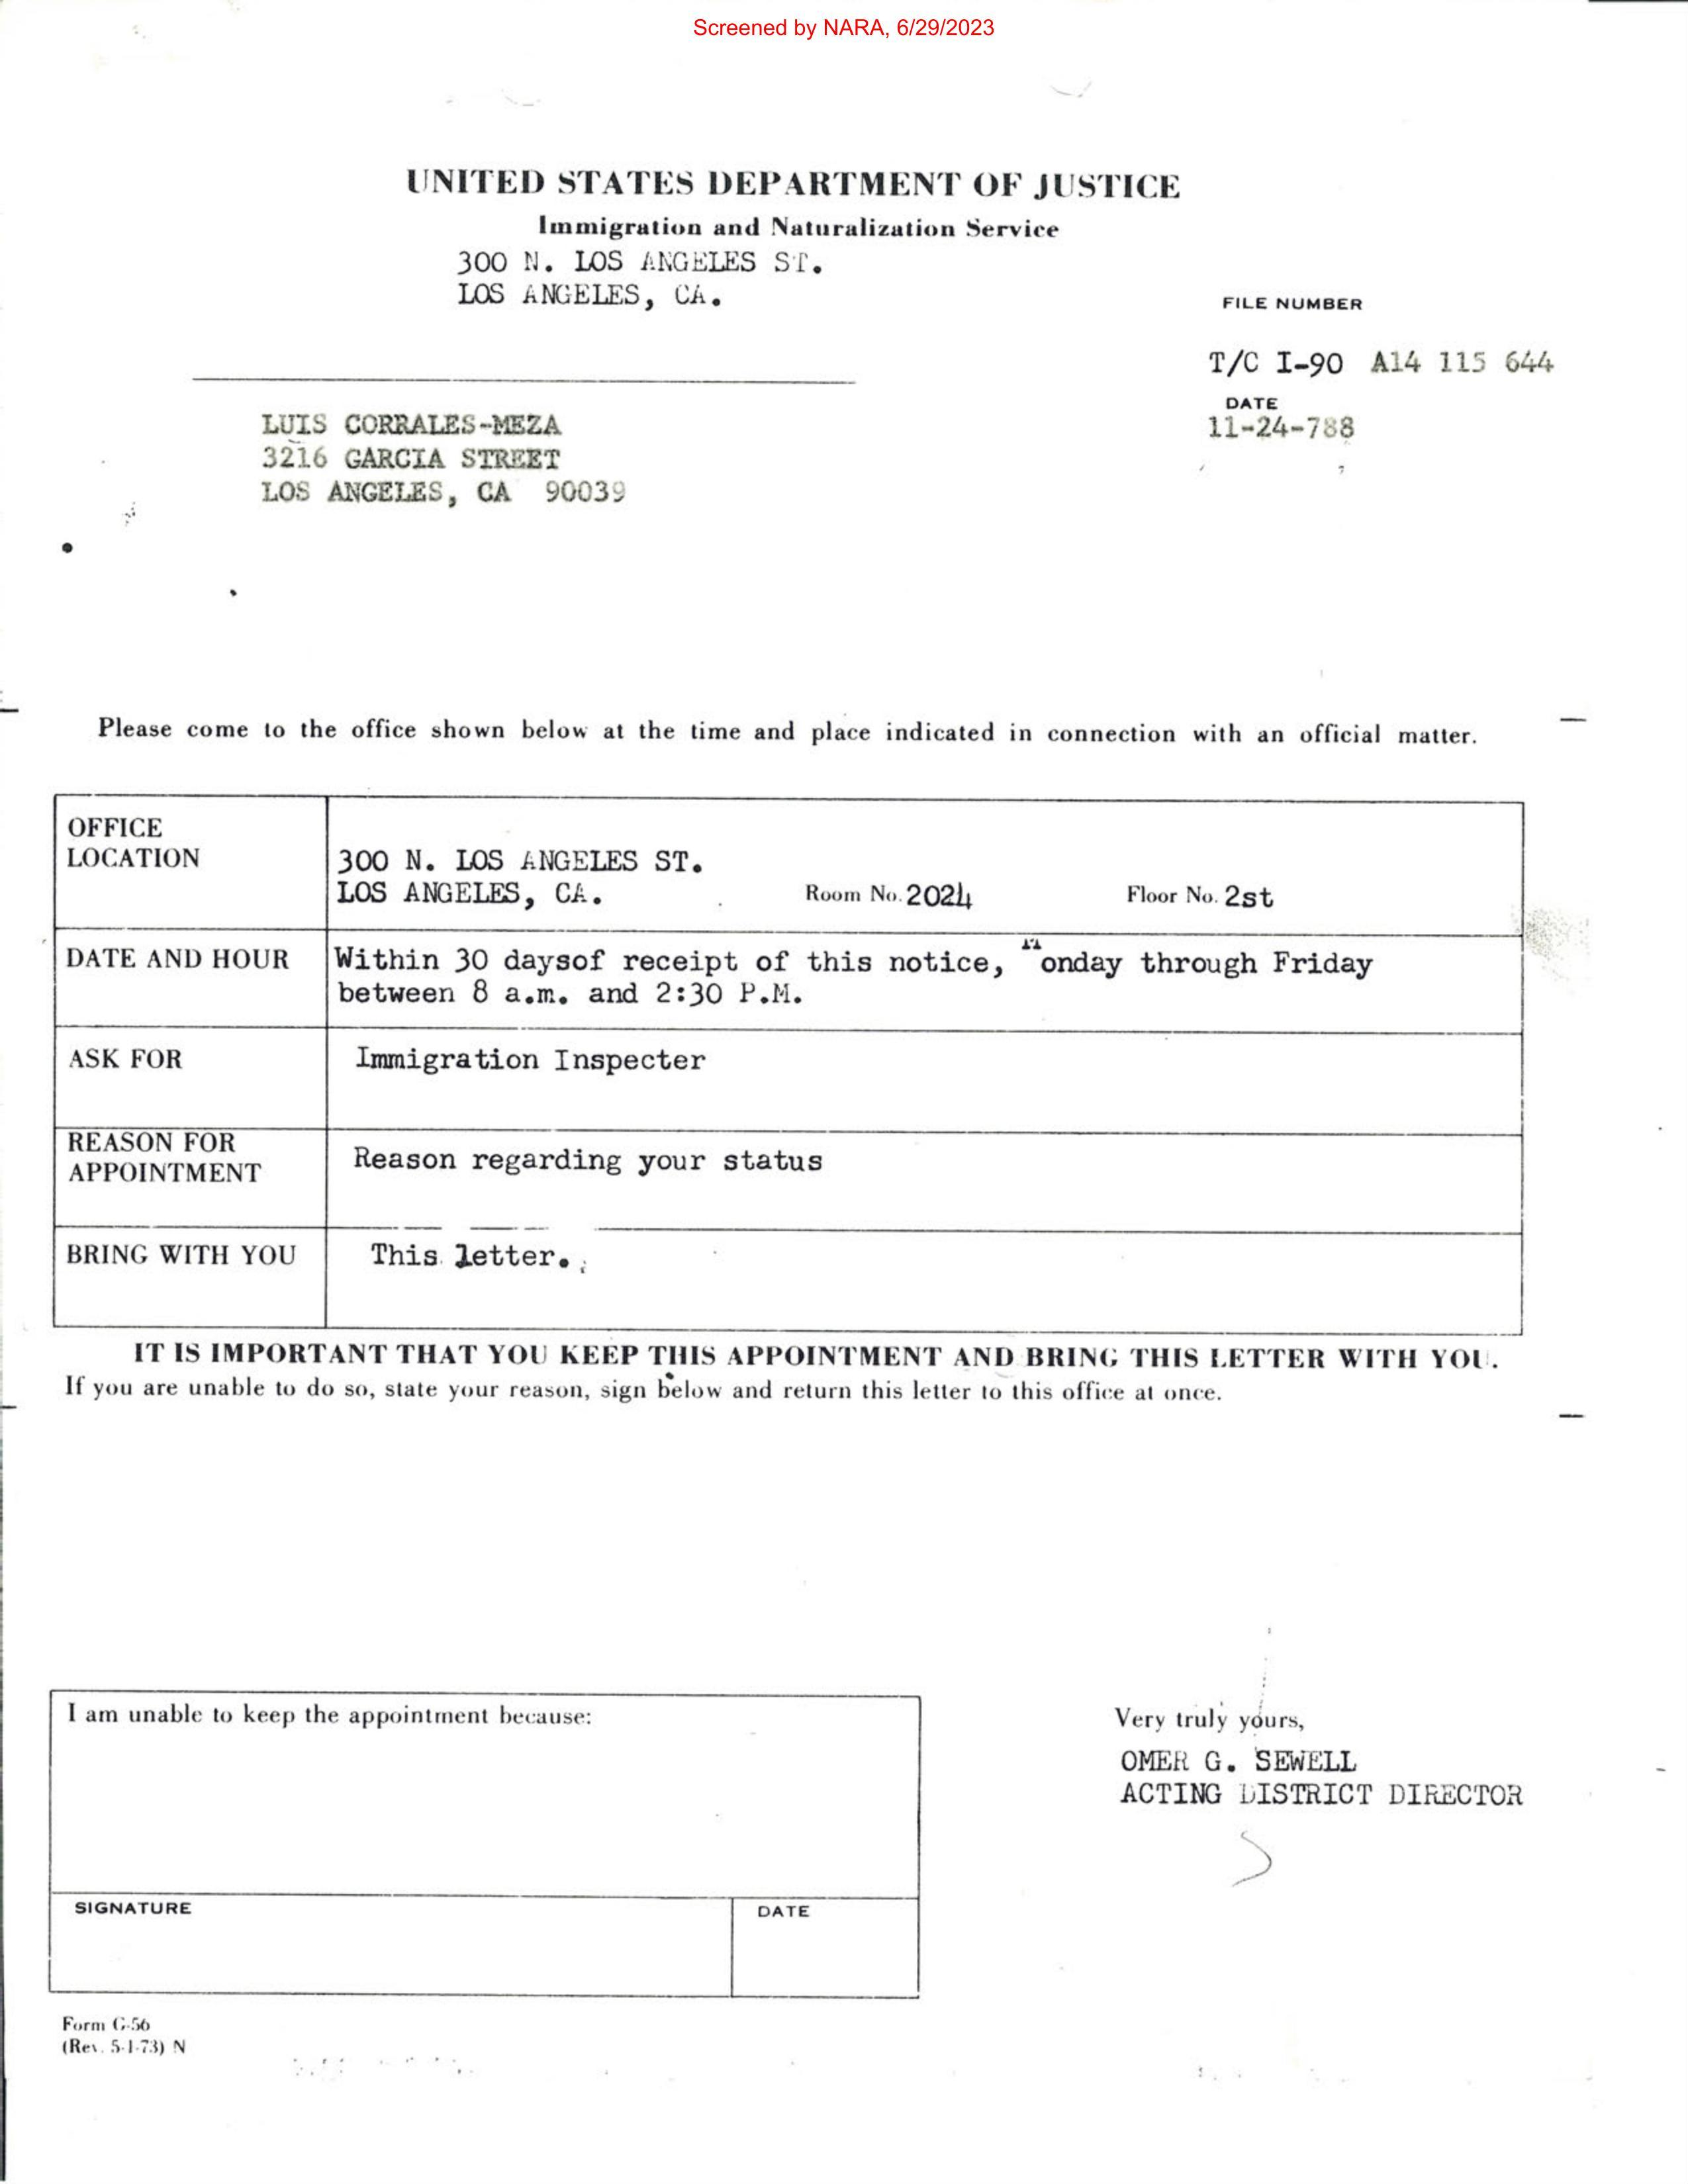 Screened by NARA, 6/29/2023
UNITED STATES DEPARTMENT OF JUSTICE
Immigration and Naturalization Service
300 N. LOS ANGELES ST.
LOS ANGELES, CA.
FILE NUMBER
T/C I-90 A14 115 644
DATE
11-24-788
LUIS CORRALES-MEZA
3216 GARCIA STREET
LOS ANGELES, CA 90039
Please come to the office shown below at the time and place indicated in connection with an official matter.
OFFICE
LOCATION
300 N. LOS ANGELES ST.
LOS ANGELES, CA. Room No. 2024 Floor No. 2st
DATE AND HOUR
Within 30 daysof receipt of this notice, Monday through Friday
between 8 a.m. and 2:30 P.M.
ASK FOR
Immigration Inspecter
REASON FOR
APPOINTMENT
Reason regarding your status
BRING WITH YOU
This letter.
IT IS IMPORTANT THAT YOU KEEP THIS APPOINTMENT AND BRING THIS LETTER WITH YOU.
If you are unable to do so, state your reason, sign below and return this letter to this office at once.
I am unable to keep the appointment because:
SIGNATURE
DATE
Very truly yours,
OMER G. SEWELL
ACTING DISTRICT DIRECTOR
Form G-56
(Rev. 5-1-73) N